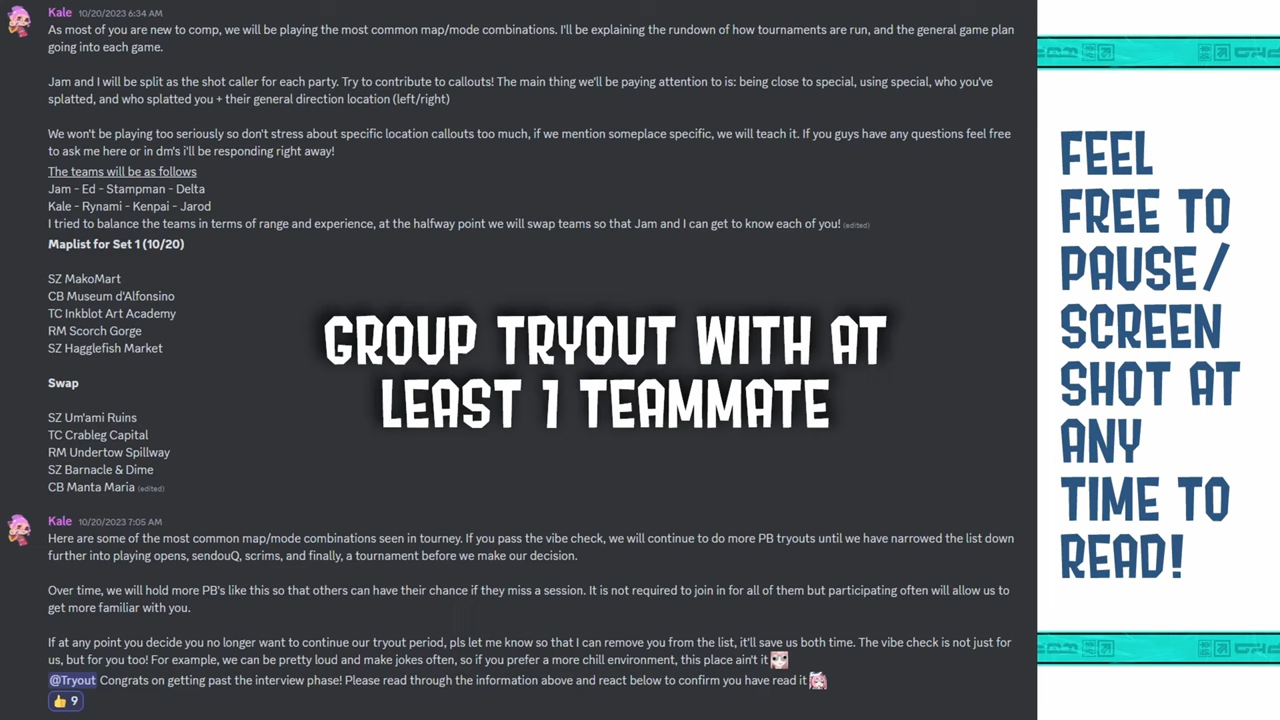 Kale 10/20/2023 6:34 AM
As most of you are new to comp, we will be playing the most common map/mode combinations. I'll be explaining the rundown of how tournaments are run, and the general game plan
going into each game.
Jam and I will be split as the shot caller for each party. Try to contribute to callouts! The main thing we'll be paying attention to is: being close to special, using special, who you've
splatted, and who splatted you + their general direction location (left/right)
We won't be playing too seriously so don't stress about specific location callouts too much, if we mention someplace specific, we will teach it. If you guys have any questions feel free
to ask me here or in dm's i'll be responding right away!
The teams will be as follows
Jam - Ed - Stampman - Delta
Kale - Rynami - Kenpai - Jarod
I tried to balance the teams in terms of range and experience, at the halfway point we will swap teams so that Jam and I can get to know each of you! (edited)
Maplist for Set 1 (10/20)
SZ MakoMart
CB Museum d'Alfonsino
TC Inkblot Art Academy
RM Scorch Gorge
SZ Hagglefish Market
Swap
SZ Um'ami Ruins
TC Crableg Capital
RM Undertow Spillway
SZ Barnacle & Dime
CB Manta Maria (edited)
GROUP TRYOUT WITH AT
LEAST 1 TEAMMATE
Kale 10/20/2023 7:05 AM
Here are some of the most common map/mode combinations seen in tourney. If you pass the vibe check, we will continue to do more PB tryouts until we have narrowed the list down
further into playing opens, sendouQ, scrims, and finally, a tournament before we make our decision.
Over time, we will hold more PB's like this so that others can have their chance if they miss a session. It is not required to join in for all of them but participating often will allow us to
get more familiar with you.
If at any point you decide you no longer want to continue our tryout period, pls let me know so that I can remove you from the list, it'll save us both time. The vibe check is not just for
us, but for you too! For example, we can be pretty loud and make jokes often, so if you prefer a more chill environment, this place ain't it
@Tryout Congrats on getting past the interview phase! Please read through the information above and react below to confirm you have read it
👍 9
FEEL
FREE TO
PAUSE/
SCREEN
SHOT AT
ANY
TIME TO
READ!